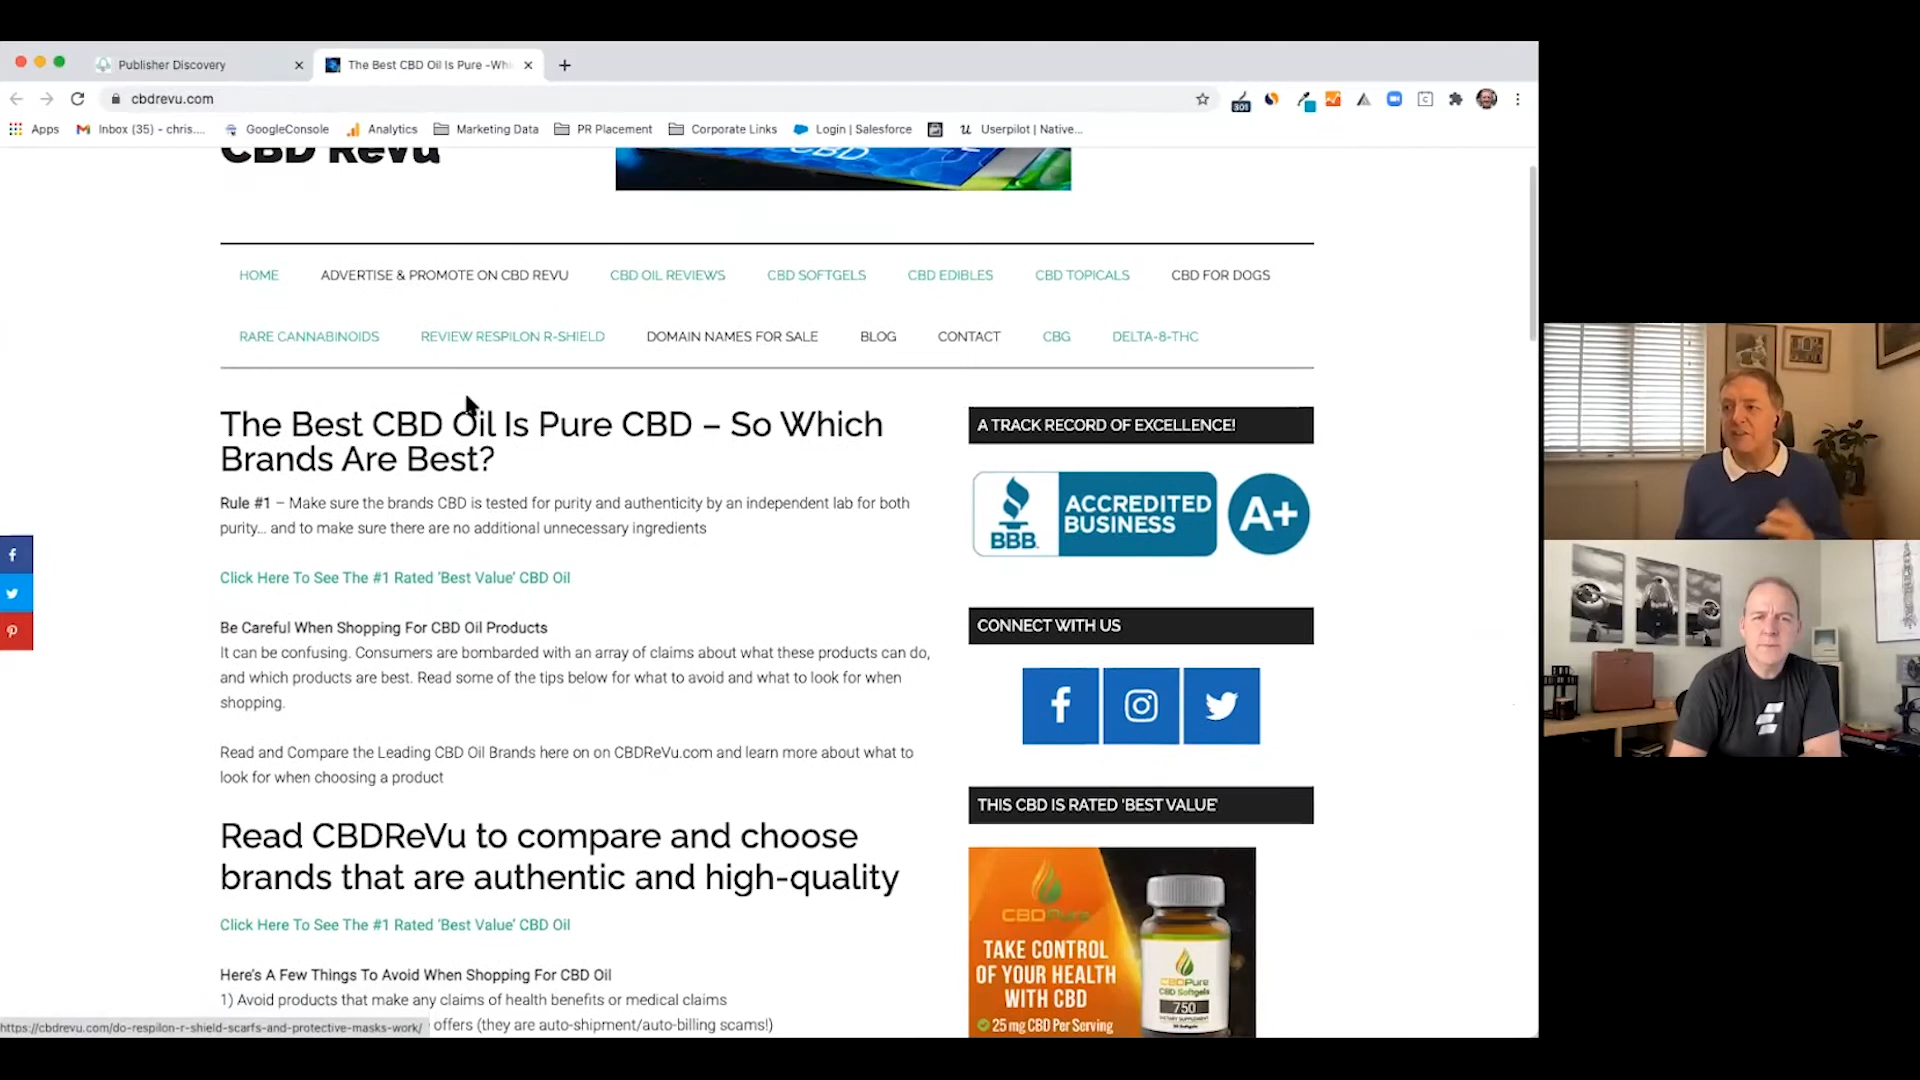 Publisher Discovery
The Best CBD Oil Is Pure -Whi
cbdrevu.com
301
Apps
Inbox (35) - chris....
GoogleConsole
Analytics
Marketing Data
PR Placement
Corporate Links
Login | Salesforce
Userpilot | Native...
CBD ReVu
CBD
HOME
ADVERTISE & PROMOTE ON CBD REVU
CBD OIL REVIEWS
CBD SOFTGELS
CBD EDIBLES
CBD TOPICALS
CBD FOR DOGS
RARE CANNABINOIDS
REVIEW RESPILON R-SHIELD
DOMAIN NAMES FOR SALE
BLOG
CONTACT
CBG
DELTA-8-THC
The Best CBD Oil Is Pure CBD – So Which
Brands Are Best?
Rule #1 – Make sure the brands CBD is tested for purity and authenticity by an independent lab for both
purity... and to make sure there are no additional unnecessary ingredients
Click Here To See The #1 Rated ‘Best Value’ CBD Oil
Be Careful When Shopping For CBD Oil Products
It can be confusing. Consumers are bombarded with an array of claims about what these products can do,
and which products are best. Read some of the tips below for what to avoid and what to look for when
shopping.
Read and Compare the Leading CBD Oil Brands here on on CBDReVu.com and learn more about what to
look for when choosing a product
Read CBDReVu to compare and choose
brands that are authentic and high-quality
Click Here To See The #1 Rated ‘Best Value’ CBD Oil
Here’s A Few Things To Avoid When Shopping For CBD Oil
1) Avoid products that make any claims of health benefits or medical claims
offers (they are auto-shipment/auto-billing scams!)
https://cbdrevu.com/do-respilon-r-shield-scarfs-and-protective-masks-work/
A TRACK RECORD OF EXCELLENCE!
BBB.
ACCREDITED
BUSINESS
A+
CONNECT WITH US
THIS CBD IS RATED ‘BEST VALUE’
CBDPure
TAKE CONTROL
OF YOUR HEALTH
WITH CBD
25 mg CBD Per Serving
CBDPure
CBD Softgels
750